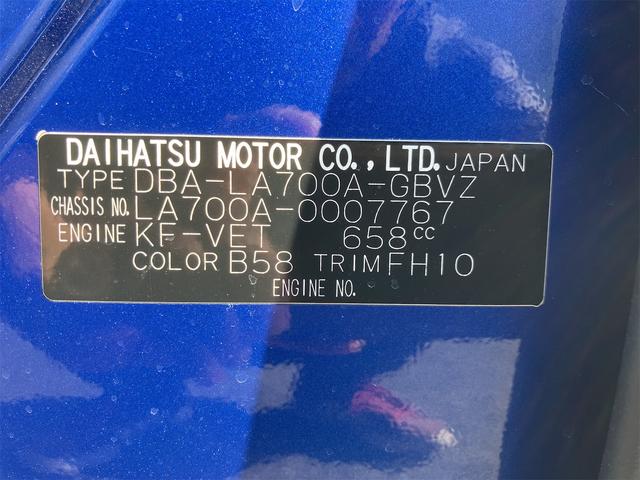 DAIHATSU MOTOR CO., LTD. JAPAN
TYPE DBA-LA700A-GBVZ
CHASSIS NO. LA700A-0007767
ENGINE KF-VET 658cc
COLOR B58 TRIM FH10
ENGINE NO.